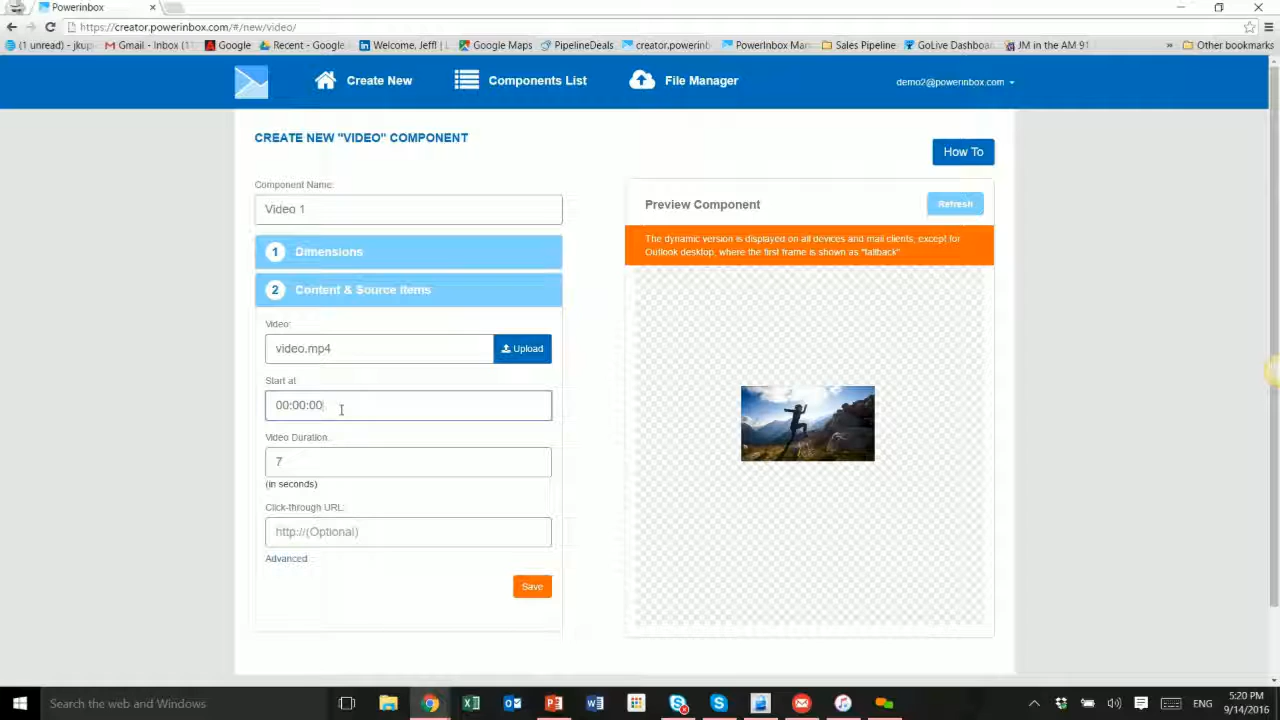 Powerinbox
https://creator.powerinbox.com/#/new/video/
(1 unread) - jkup
Gmail - Inbox (1
Google
Recent - Google
Welcome, Jeff! |
Google Maps
PipelineDeals
creator.powerinb
PowerInbox Mar
Sales Pipeline
GoLive Dashboa
JM in the AM 91
»
Other bookmarks
Create New
Components List
File Manager
demo2@powerinbox.com
CREATE NEW "VIDEO" COMPONENT
How To
Component Name:
Video 1
1 Dimensions
2 Content & Source Items
Video:
video.mp4
Upload
Start at
00:00:00
Video Duration:
7
(in seconds)
Click-through URL:
http://(Optional)
Advanced
Save
Preview Component
Refresh
The dynamic version is displayed on all devices and mail clients, except for
Outlook desktop, where the first frame is shown as "fallback"
Search the web and Windows
ENG
5:20 PM
9/14/2016